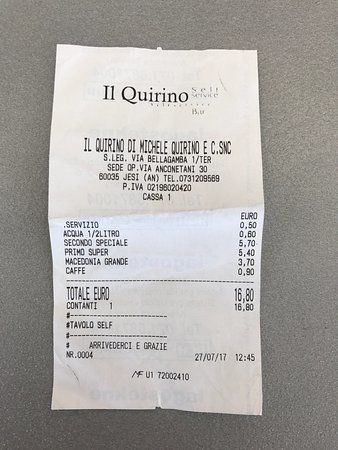 Il Quirino Self
Service
Bar
IL QUIRINO DI MICHELE QUIRINO E C.SNC
S.LEG. VIA BELLAGAMBA 1/TER
SEDE OP.VIA ANCONETANI 30
60035 JESI (AN) TEL.0731209569
P.IVA 02196020420
CASSA 1
EURO
.SERVIZIO 0,50
ACQUA 1/2LITRO 0,60
SECONDO SPECIALE 5,70
PRIMO SUPER 5,40
MACEDONIA GRANDE 3,70
CAFFE 0,90
TOTALE EURO 16,80
CONTANTI 1 16,80
#
#TAVOLO SELF
#
# ARRIVEDERCI E GRAZIE
NR.0004 27/07/17 12:45
MF U1 72002410